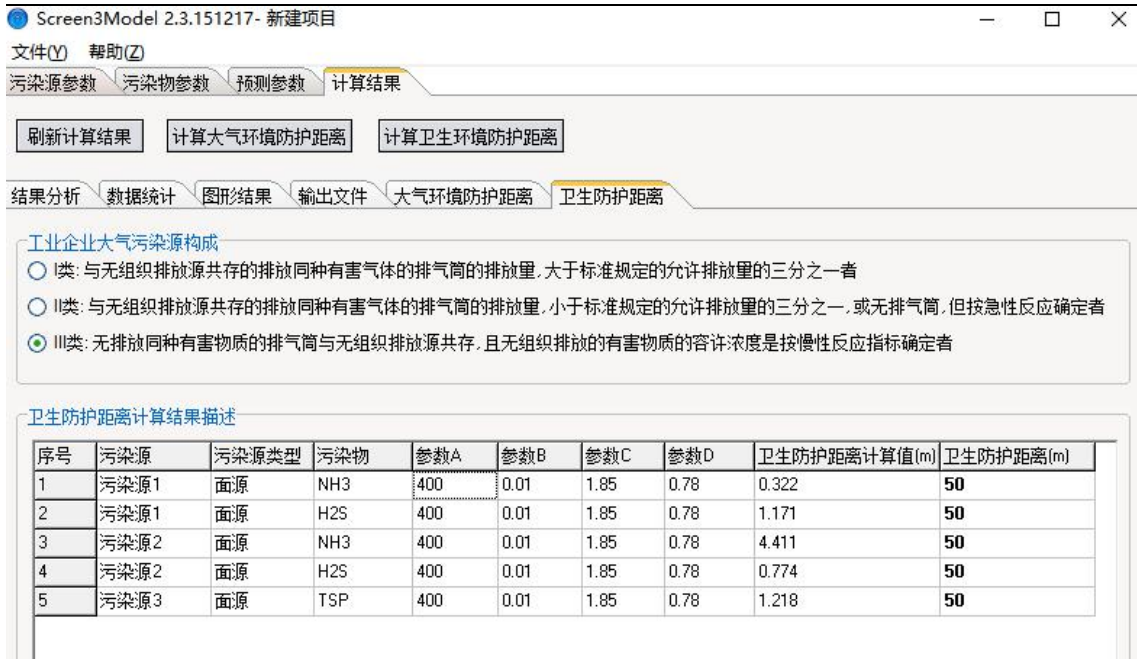 Screen3Model 2.3.151217- 新建项目
文件(Y) 帮助(Z)
污染源参数 污染物参数 预测参数 计算结果
刷新计算结果 计算大气环境防护距离 计算卫生环境防护距离
结果分析 数据统计 图形结果 输出文件 大气环境防护距离 卫生防护距离
工业企业大气污染源构成
I类: 与无组织排放源共存的排放同种有害气体的排气筒的排放量,大于标准规定的允许排放量的三分之一者
II类: 与无组织排放源共存的排放同种有害气体的排气筒的排放量,小于标准规定的允许排放量的三分之一,或无排气筒,但按急性反应确定者
III类: 无排放同种有害物质的排气筒与无组织排放源共存,且无组织排放的有害物质的容许浓度是按慢性反应指标确定者
卫生防护距离计算结果描述
序号 污染源 污染源类型 污染物 参数A 参数B 参数C 参数D 卫生防护距离计算值(m) 卫生防护距离(m)
1 污染源1 面源 NH3 400 0.01 1.85 0.78 0.322 50
2 污染源1 面源 H2S 400 0.01 1.85 0.78 1.171 50
3 污染源2 面源 NH3 400 0.01 1.85 0.78 4.411 50
4 污染源2 面源 H2S 400 0.01 1.85 0.78 0.774 50
5 污染源3 面源 TSP 400 0.01 1.85 0.78 1.218 50